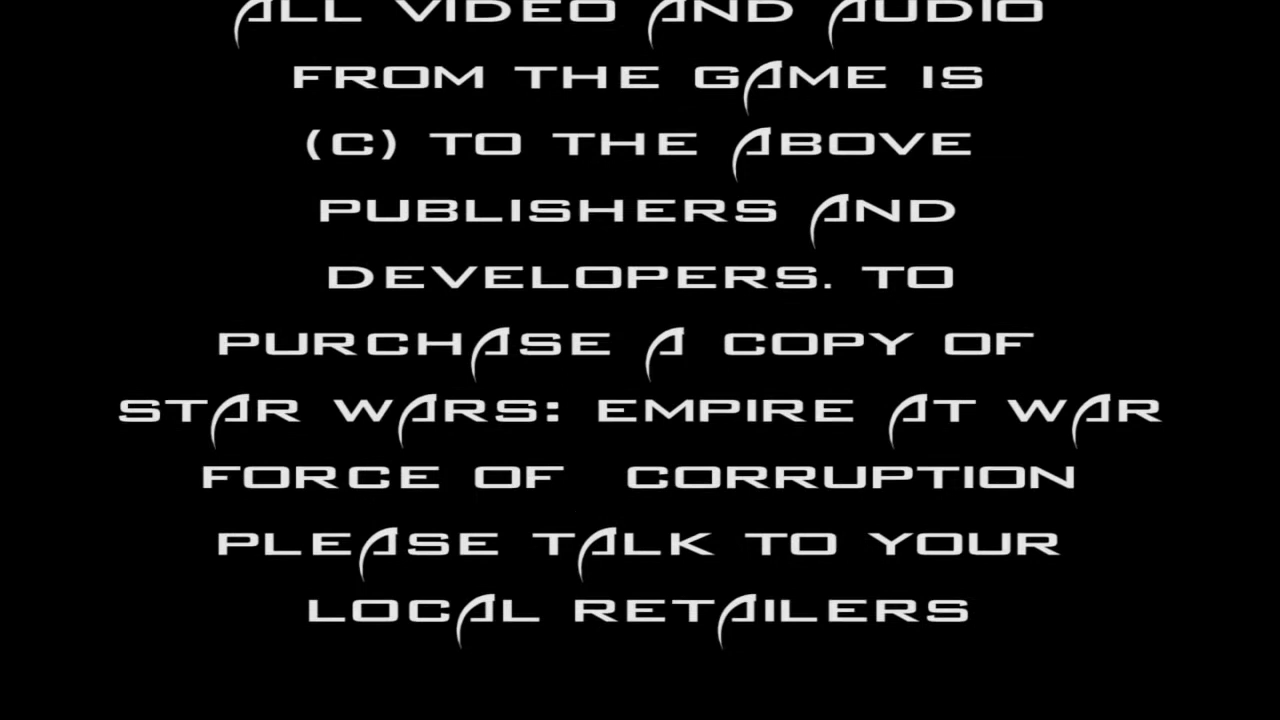 ALL VIDEO AND AUDIO
FROM THE GAME IS
(C) TO THE ABOVE
PUBLISHERS AND
DEVELOPERS. TO
PURCHASE A COPY OF
STAR WARS: EMPIRE AT WAR
FORCE OF CORRUPTION
PLEASE TALK TO YOUR
LOCAL RETAILERS